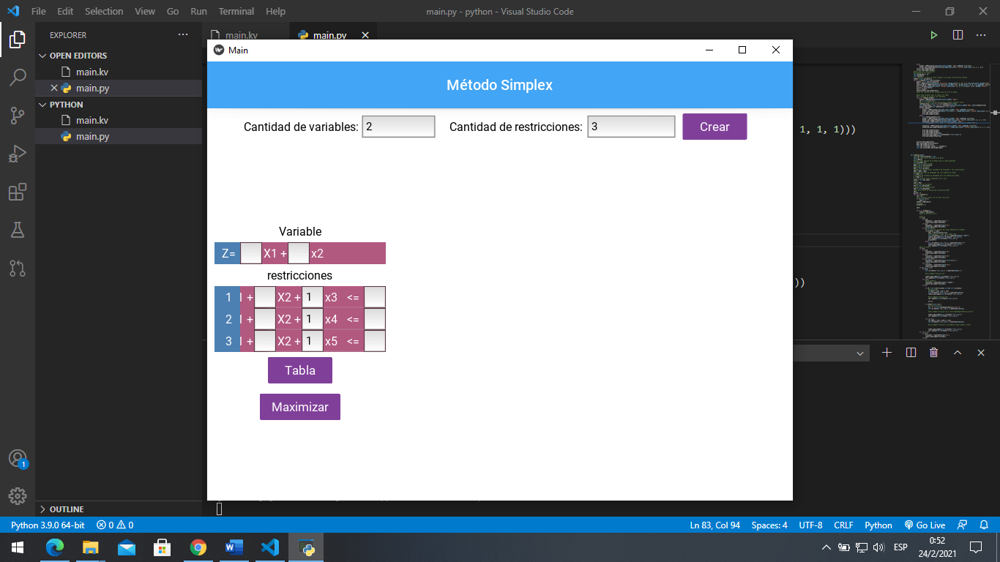 File Edit Selection View Go Run Terminal Help
main.py - python - Visual Studio Code
EXPLORER
OPEN EDITORS
main.kv
main.py
PYTHON
main.kv
main.py
OUTLINE
main.kv
main.py
1, 1, 1)))
))
Main
Método Simplex
Cantidad de variables: 2 Cantidad de restricciones: 3 Crear
Variable
Z= X1 + x2
restricciones
1 + X2 + 1 x3 <=
2 + X2 + 1 x4 <=
3 + X2 + 1 x5 <=
Tabla
Maximizar
1
Python 3.9.0 64-bit 0 0 Ln 83, Col 94 Spaces: 4 UTF-8 CRLF Python Go Live
ESP
0:52
24/2/2021